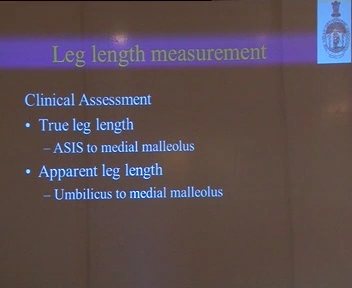 Leg length measurement
Clinical Assessment
• True leg length
– ASIS to medial malleolus
• Apparent leg length
– Umbilicus to medial malleolus